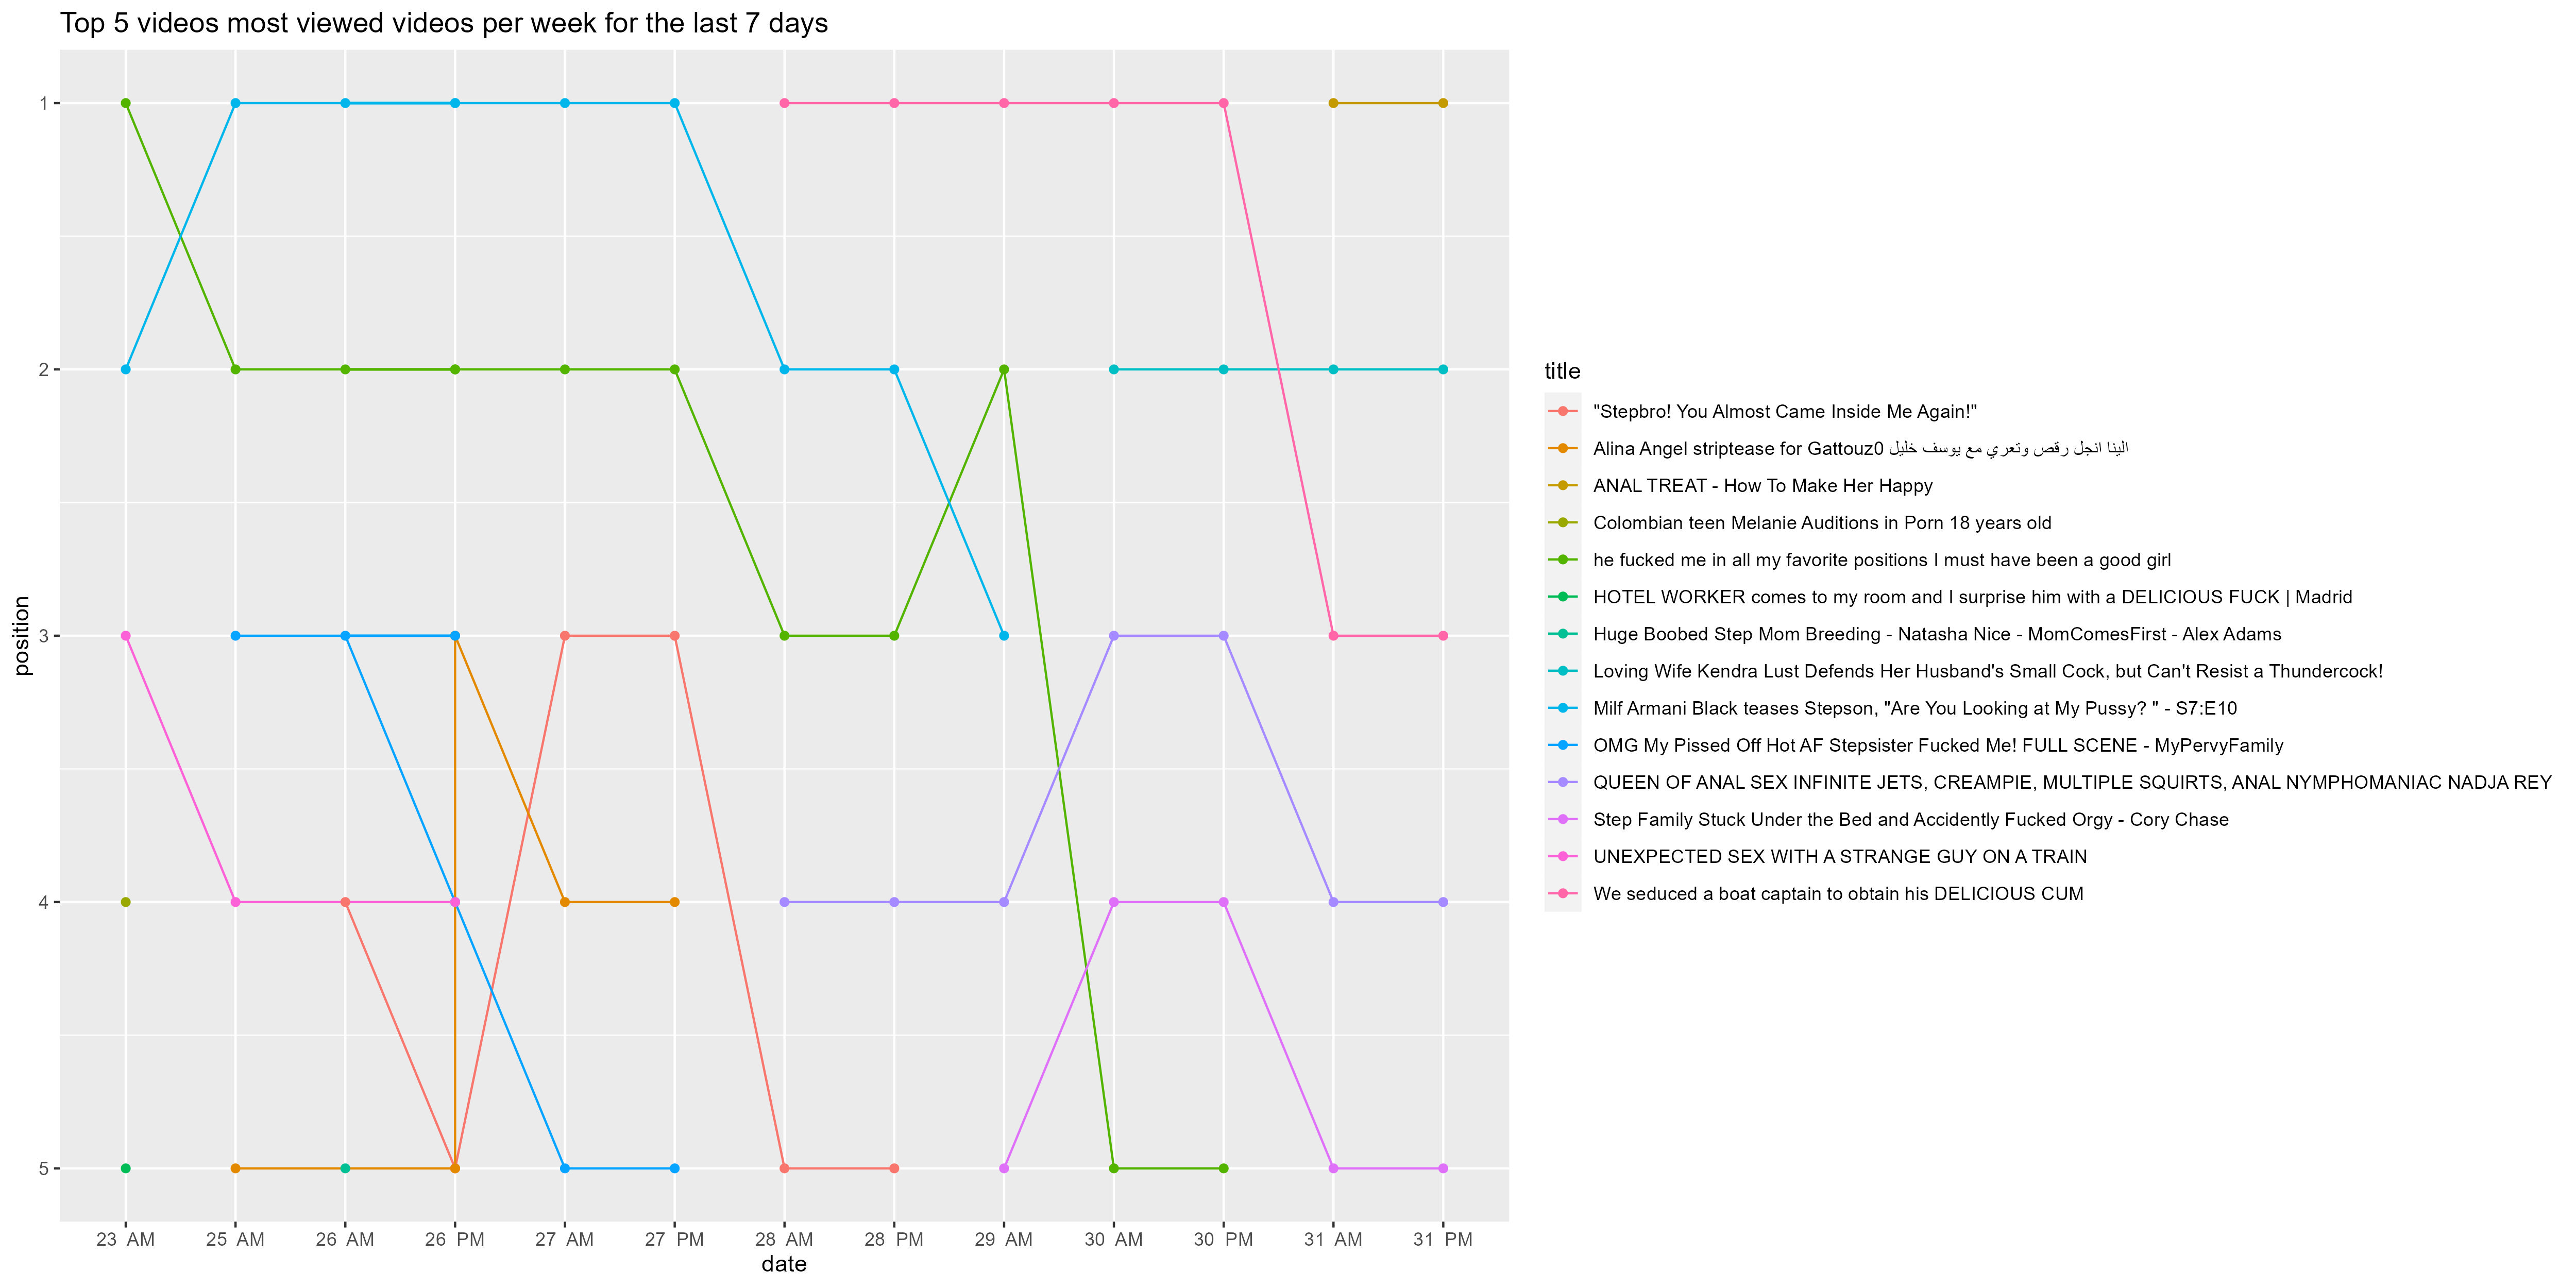 Top 5 videos most viewed videos per week for the last 7 days
position
1
2
3
4
5
23 AM
25 AM
26 AM
26 PM
27 AM
27 PM
28 AM
28 PM
29 AM
30 AM
30 PM
31 AM
31 PM
date
title
"Stepbro! You Almost Came Inside Me Again!"
Alina Angel striptease for Gattouz0 الينا انجل رقص وتعري مع يوسف خليل
ANAL TREAT - How To Make Her Happy
Colombian teen Melanie Auditions in Porn 18 years old
he fucked me in all my favorite positions I must have been a good girl
HOTEL WORKER comes to my room and I surprise him with a DELICIOUS FUCK | Madrid
Huge Boobed Step Mom Breeding - Natasha Nice - MomComesFirst - Alex Adams
Loving Wife Kendra Lust Defends Her Husband's Small Cock, but Can't Resist a Thundercock!
Milf Armani Black teases Stepson, "Are You Looking at My Pussy? " - S7:E10
OMG My Pissed Off Hot AF Stepsister Fucked Me! FULL SCENE - MyPervyFamily
QUEEN OF ANAL SEX INFINITE JETS, CREAMPIE, MULTIPLE SQUIRTS, ANAL NYMPHOMANIAC NADJA REY
Step Family Stuck Under the Bed and Accidently Fucked Orgy - Cory Chase
UNEXPECTED SEX WITH A STRANGE GUY ON A TRAIN
We seduced a boat captain to obtain his DELICIOUS CUM